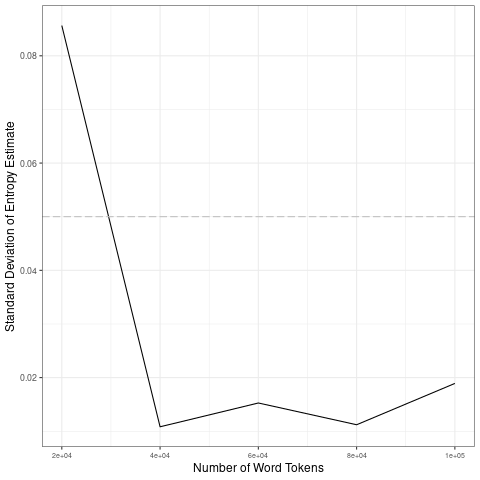 Standard Deviation of Entropy Estimate
0.08
0.06
0.04
0.02
2e+04 4e+04 6e+04 8e+04 1e+05
Number of Word Tokens